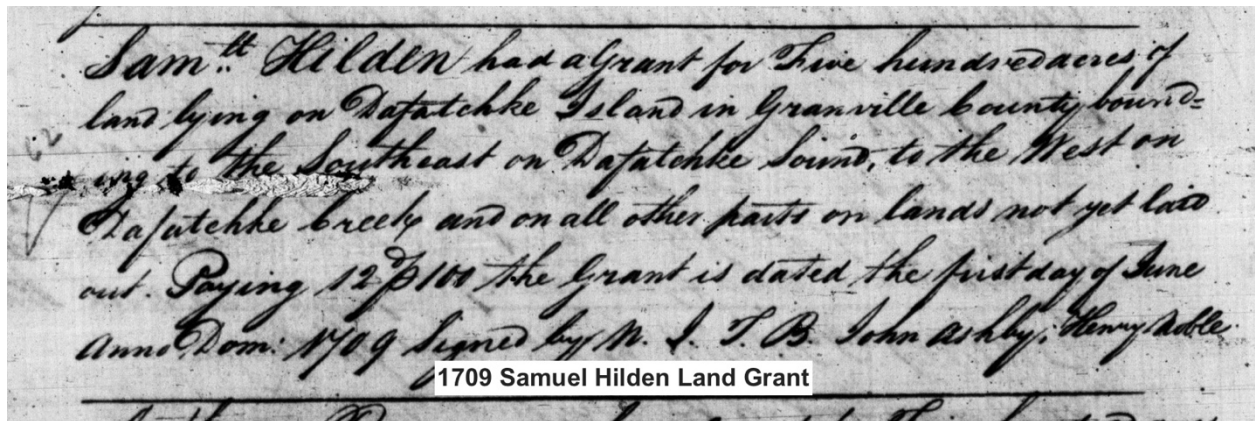 Sam.ll Hilden had a Grant for Five hundred acres of
land lying on Dafatchke Island in Granville County bound=
ing to the Southeast on Dafatchke Sound, to the West on
Dafatchke Creek and on all other parts on lands not yet laid
out. Paying 12 ⅌ 100 the Grant is dated the first day of June
Anno Dom: 1709 Signed by N. J. T. B. John Ashby, Henry Noble.
1709 Samuel Hilden Land Grant